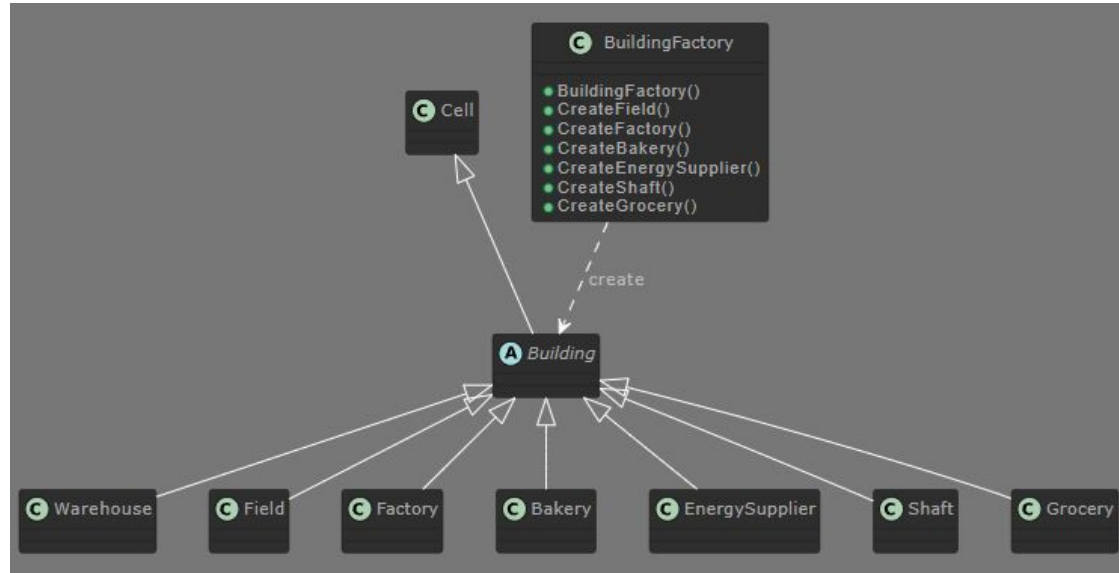 C BuildingFactory
BuildingFactory()
CreateField()
CreateFactory()
CreateBakery()
CreateEnergySupplier()
CreateShaft()
CreateGrocery()
C Cell
create
A Building
C Warehouse
C Field
C Factory
C Bakery
C EnergySupplier
C Shaft
C Grocery